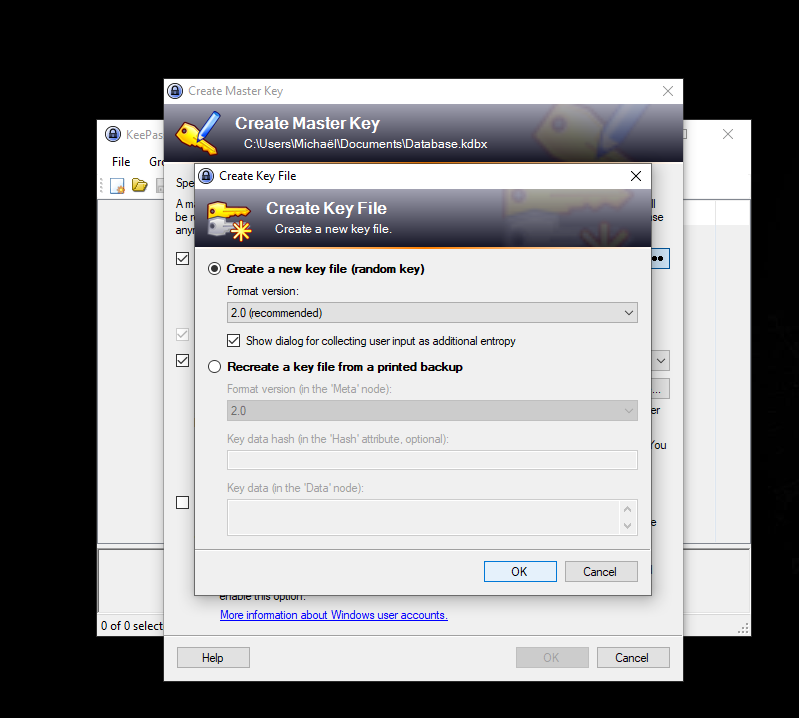 Create Master Key
Create Master Key
C:\Users\Michaël\Documents\Database.kdbx
KeePas
File
Create Key File
Create Key File
Create a new key file.
Create a new key file (random key)
Format version:
2.0 (recommended)
Show dialog for collecting user input as additional entropy
Recreate a key file from a printed backup
Format version (in the 'Meta' node):
2.0
Key data hash (in the 'Hash' attribute, optional):
Key data (in the 'Data' node):
OK
Cancel
enable this option.
More information about Windows user accounts.
0 of 0 select
Help
OK
Cancel